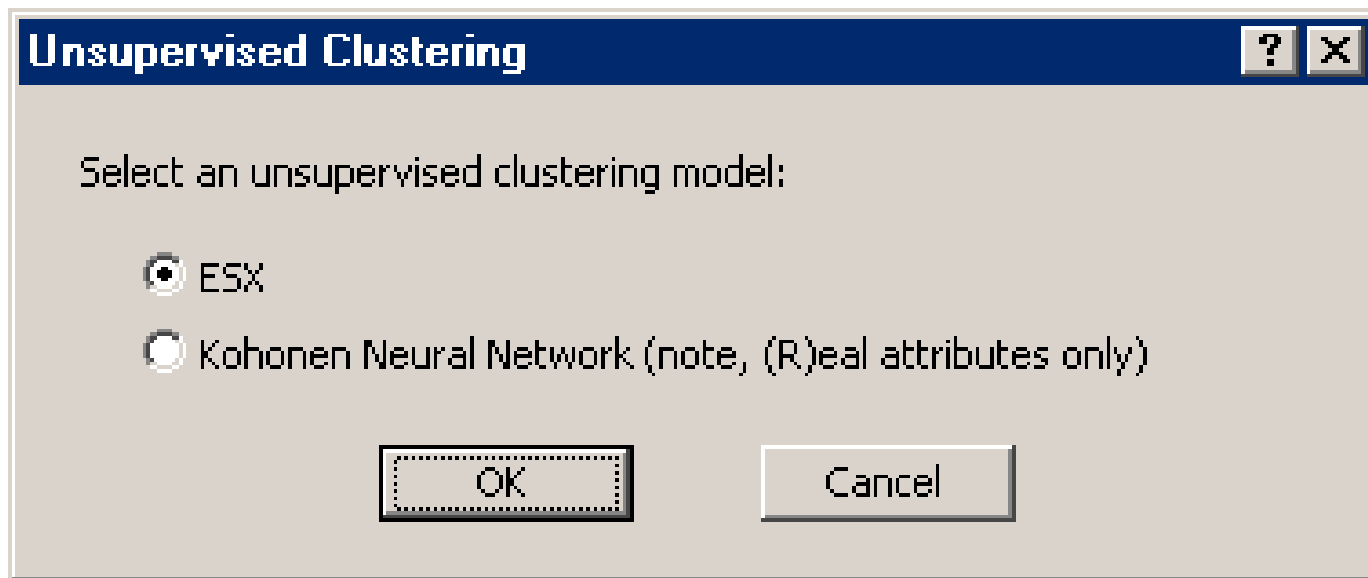 Unsupervised Clustering
Select an unsupervised clustering model:
ESX
Kohonen Neural Network (note, (R)eal attributes only)
OK Cancel